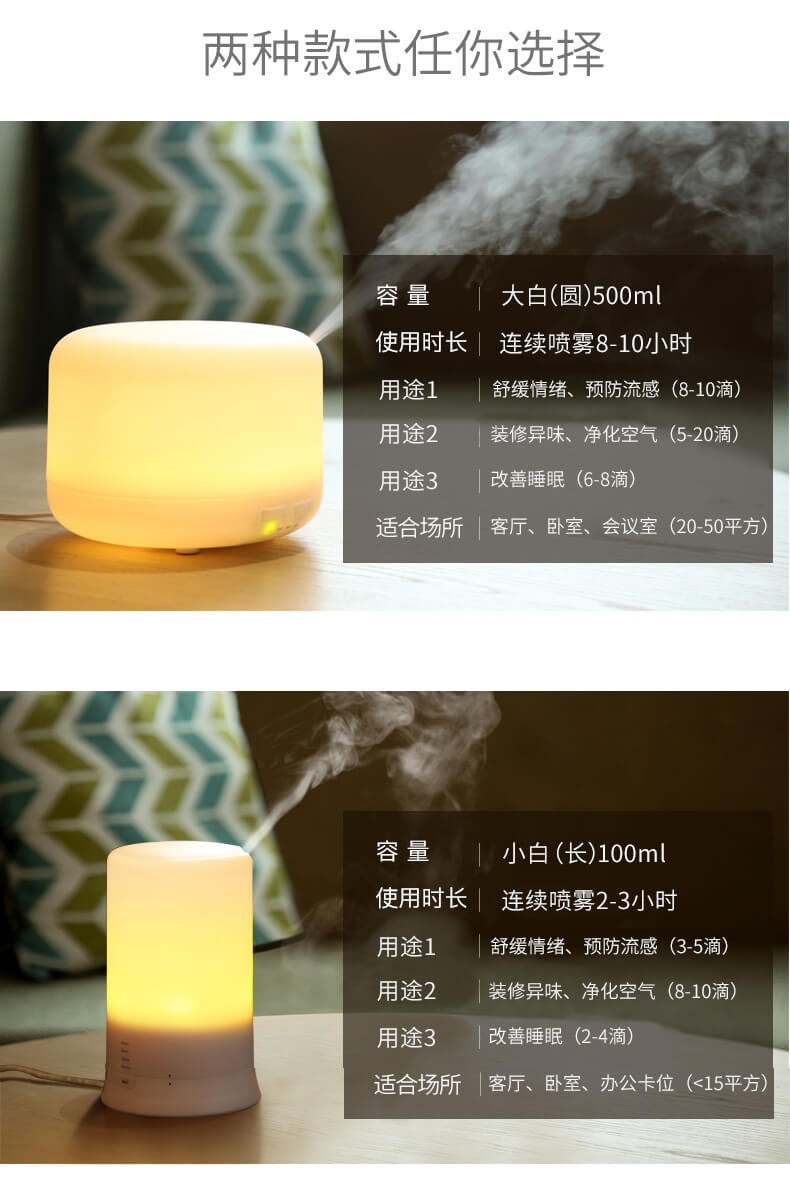 两种款式任你选择
容 量 | 大白(圆)500ml
使用时长 | 连续喷雾8-10小时
用途1 | 舒缓情绪、预防流感（8-10滴）
用途2 | 装修异味、净化空气（5-20滴）
用途3 | 改善睡眠（6-8滴）
适合场所 | 客厅、卧室、会议室（20-50平方）
容 量 | 小白（长)100ml
使用时长 | 连续喷雾2-3小时
用途1 | 舒缓情绪、预防流感（3-5滴）
用途2 | 装修异味、净化空气（8-10滴）
用途3 | 改善睡眠（2-4滴）
适合场所 | 客厅、卧室、办公卡位（<15平方）